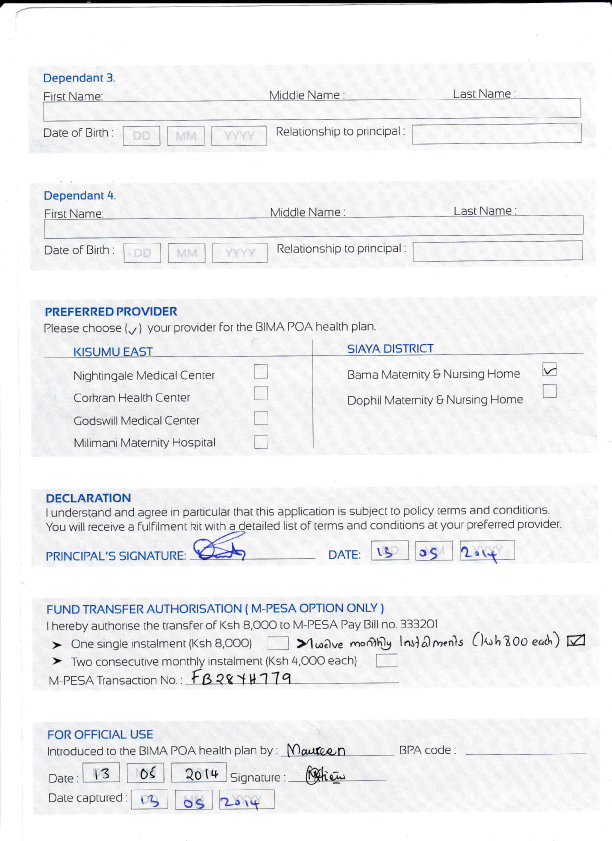 Dependant 3.
First Name: Middle Name : Last Name :
Date of Birth : DD MM YYYY Relationship to principal :
Dependant 4.
First Name: Middle Name : Last Name :
Date of Birth : DD MM YYYY Relationship to principal :
PREFERRED PROVIDER
Please choose (✓) your provider for the BIMA POA health plan.
KISUMU EAST SIAYA DISTRICT
Nightingale Medical Center Bama Maternity & Nursing Home ✓
Corkran Health Center Dophil Maternity & Nursing Home
Godswill Medical Center
Milimani Maternity Hospital
DECLARATION
I understand and agree in particular that this application is subject to policy terms and conditions.
You will receive a fulfilment kit with a detailed list of terms and conditions at your preferred provider.
PRINCIPAL'S SIGNATURE: DATE: 13 05 2014
FUND TRANSFER AUTHORISATION ( M-PESA OPTION ONLY )
I hereby authorise the transfer of Ksh 8,000 to M-PESA Pay Bill no. 333201
➤ One single instalment (Ksh 8,000) ➤ Twelve monthly Instalments (Ksh 800 each) ✓
➤ Two consecutive monthly instalment (Ksh 4,000 each)
M-PESA Transaction No. : FB28YH779
FOR OFFICIAL USE
Introduced to the BIMA POA health plan by : Maureen BPA code :
Date : 13 05 2014 Signature :
Date captured : 13 05 2014